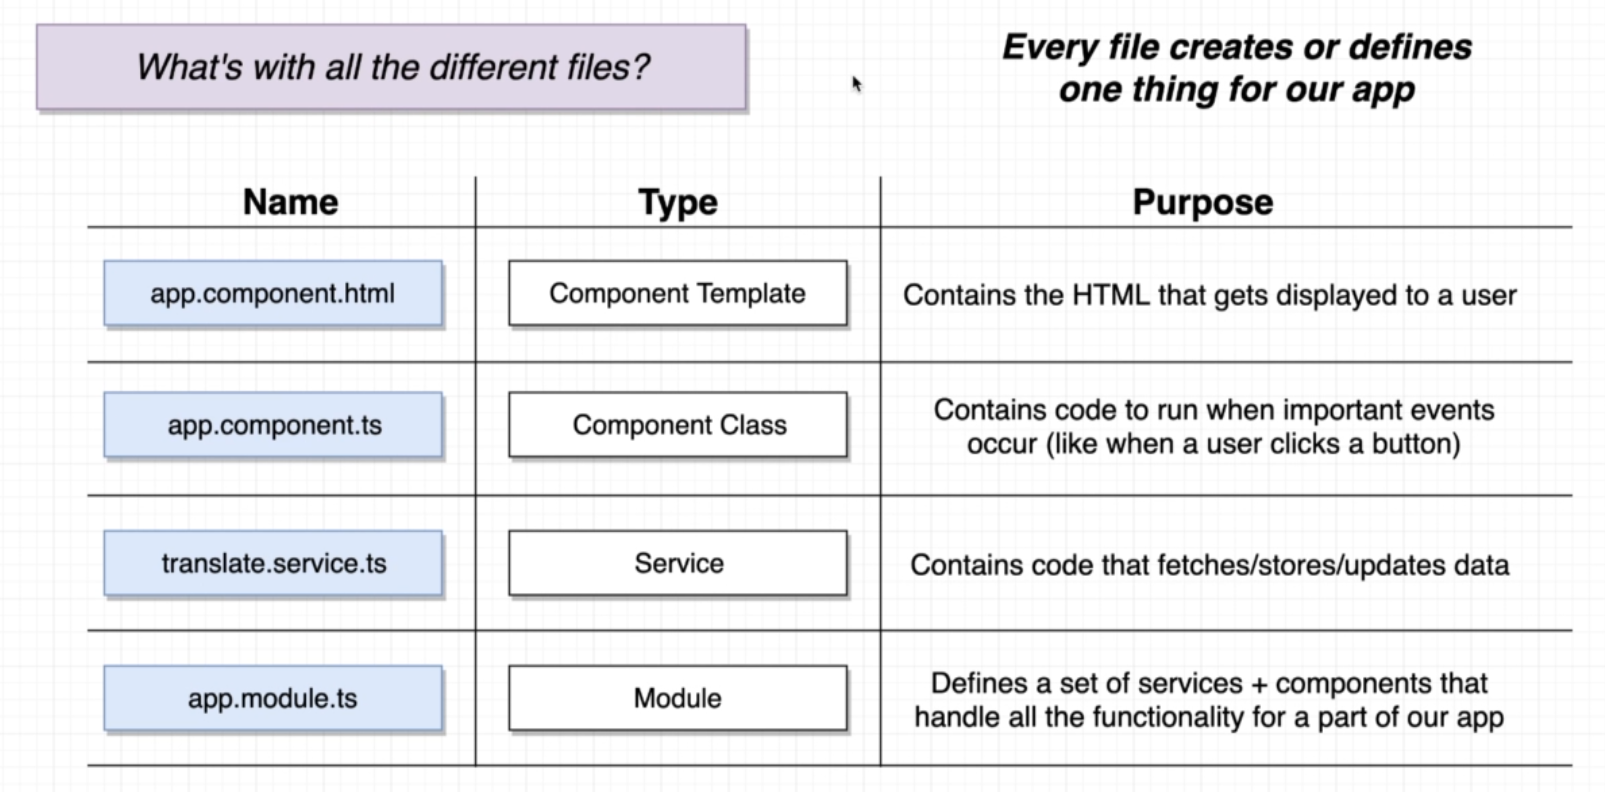 What's with all the different files?
Every file creates or defines
one thing for our app
Name
Type
Purpose
app.component.html
Component Template
Contains the HTML that gets displayed to a user
app.component.ts
Component Class
Contains code to run when important events
occur (like when a user clicks a button)
translate.service.ts
Service
Contains code that fetches/stores/updates data
app.module.ts
Module
Defines a set of services + components that
handle all the functionality for a part of our app